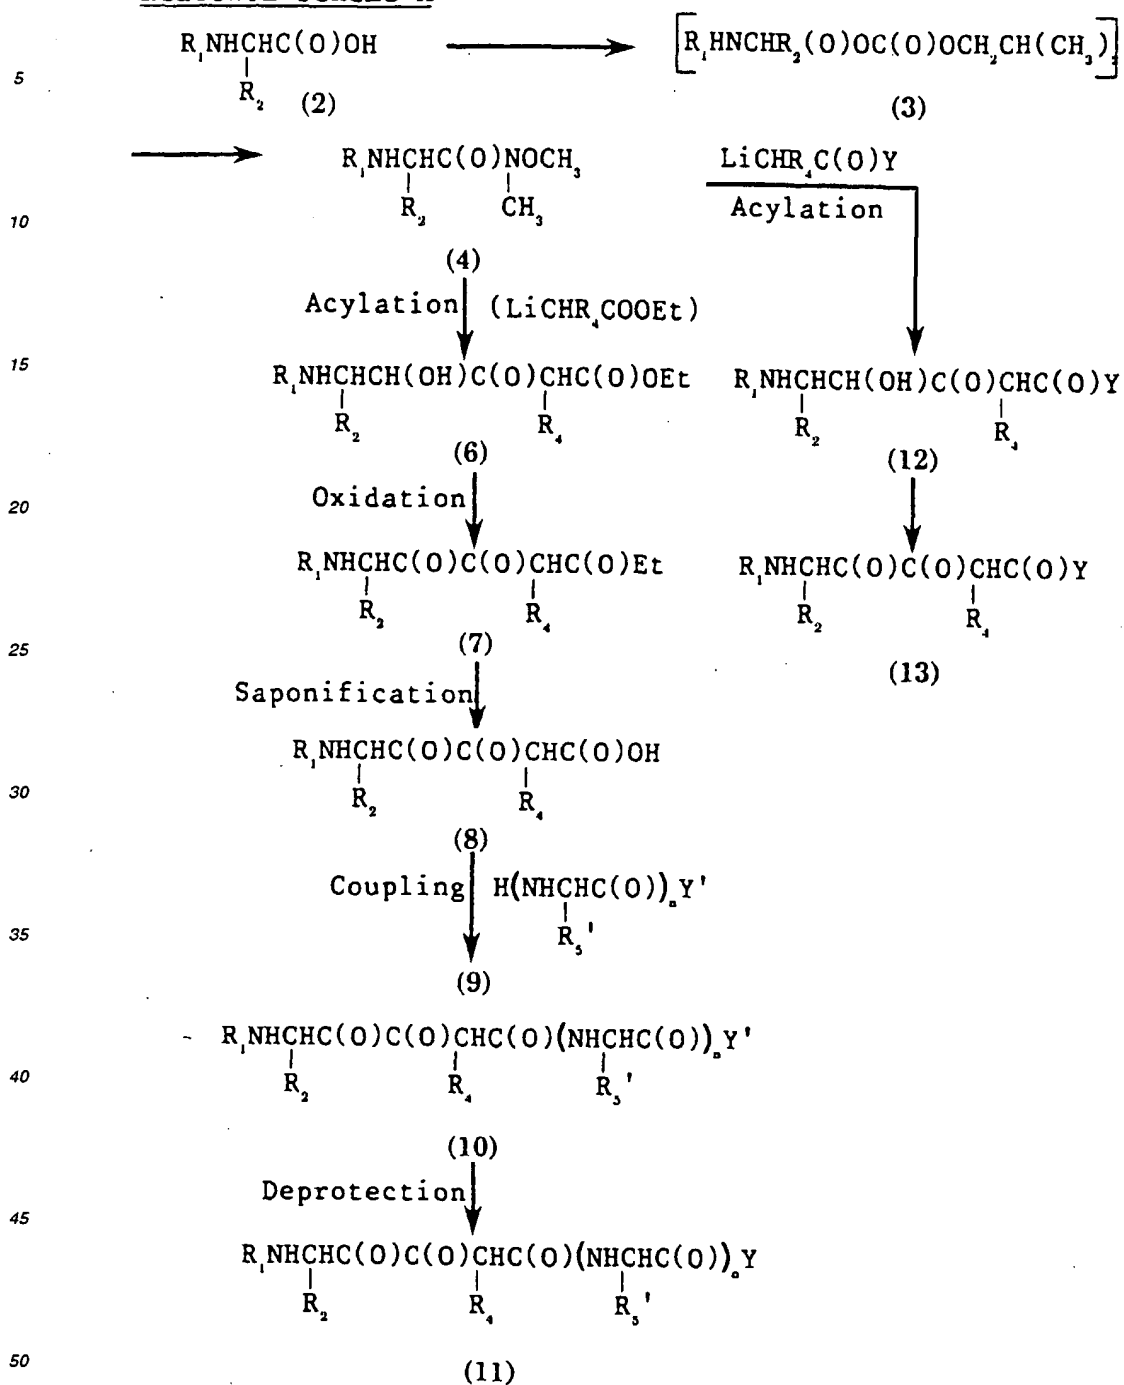 R₁NHCHC(O)OH
[R₁HNCHR₂(O)OC(O)OCH₂CH(CH₃)₂]
5
R₂
(2)
(3)
R₁NHCHC(O)NOCH₃
R₂
CH₃
LiCHR₄C(O)Y
Acylation
10
(4)
Acylation (LiCHR₄COOEt)
15
R₁NHCHCH(OH)C(O)CHC(O)OEt
R₂
R₄
R₁NHCHCH(OH)C(O)CHC(O)Y
R₂
R₄
(6)
(12)
Oxidation
20
R₁NHCHC(O)C(O)CHC(O)Et
R₂
R₄
R₁NHCHC(O)C(O)CHC(O)Y
R₂
R₄
(7)
25
(13)
Saponification
R₁NHCHC(O)C(O)CHC(O)OH
R₂
R₄
30
(8)
Coupling H(NHCHC(O))ₙY'
R₅'
35
(9)
R₁NHCHC(O)C(O)CHC(O)(NHCHC(O))ₙY'
R₂
R₄
R₅'
40
(10)
Deprotection
45
R₁NHCHC(O)C(O)CHC(O)(NHCHC(O))ₙY
R₂
R₄
R₅'
50
(11)